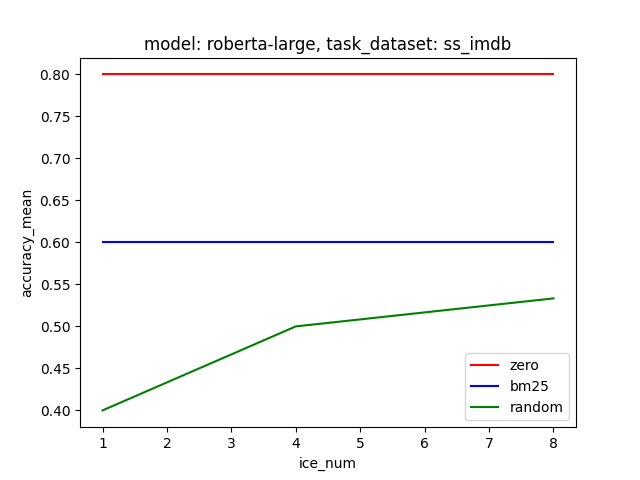 model: roberta-large, task_dataset: ss_imdb
accuracy_mean
0.80
0.75
0.70
0.65
0.60
0.55
0.50
0.45
0.40
zero
bm25
random
1 2 3 4 5 6 7 8
ice_num